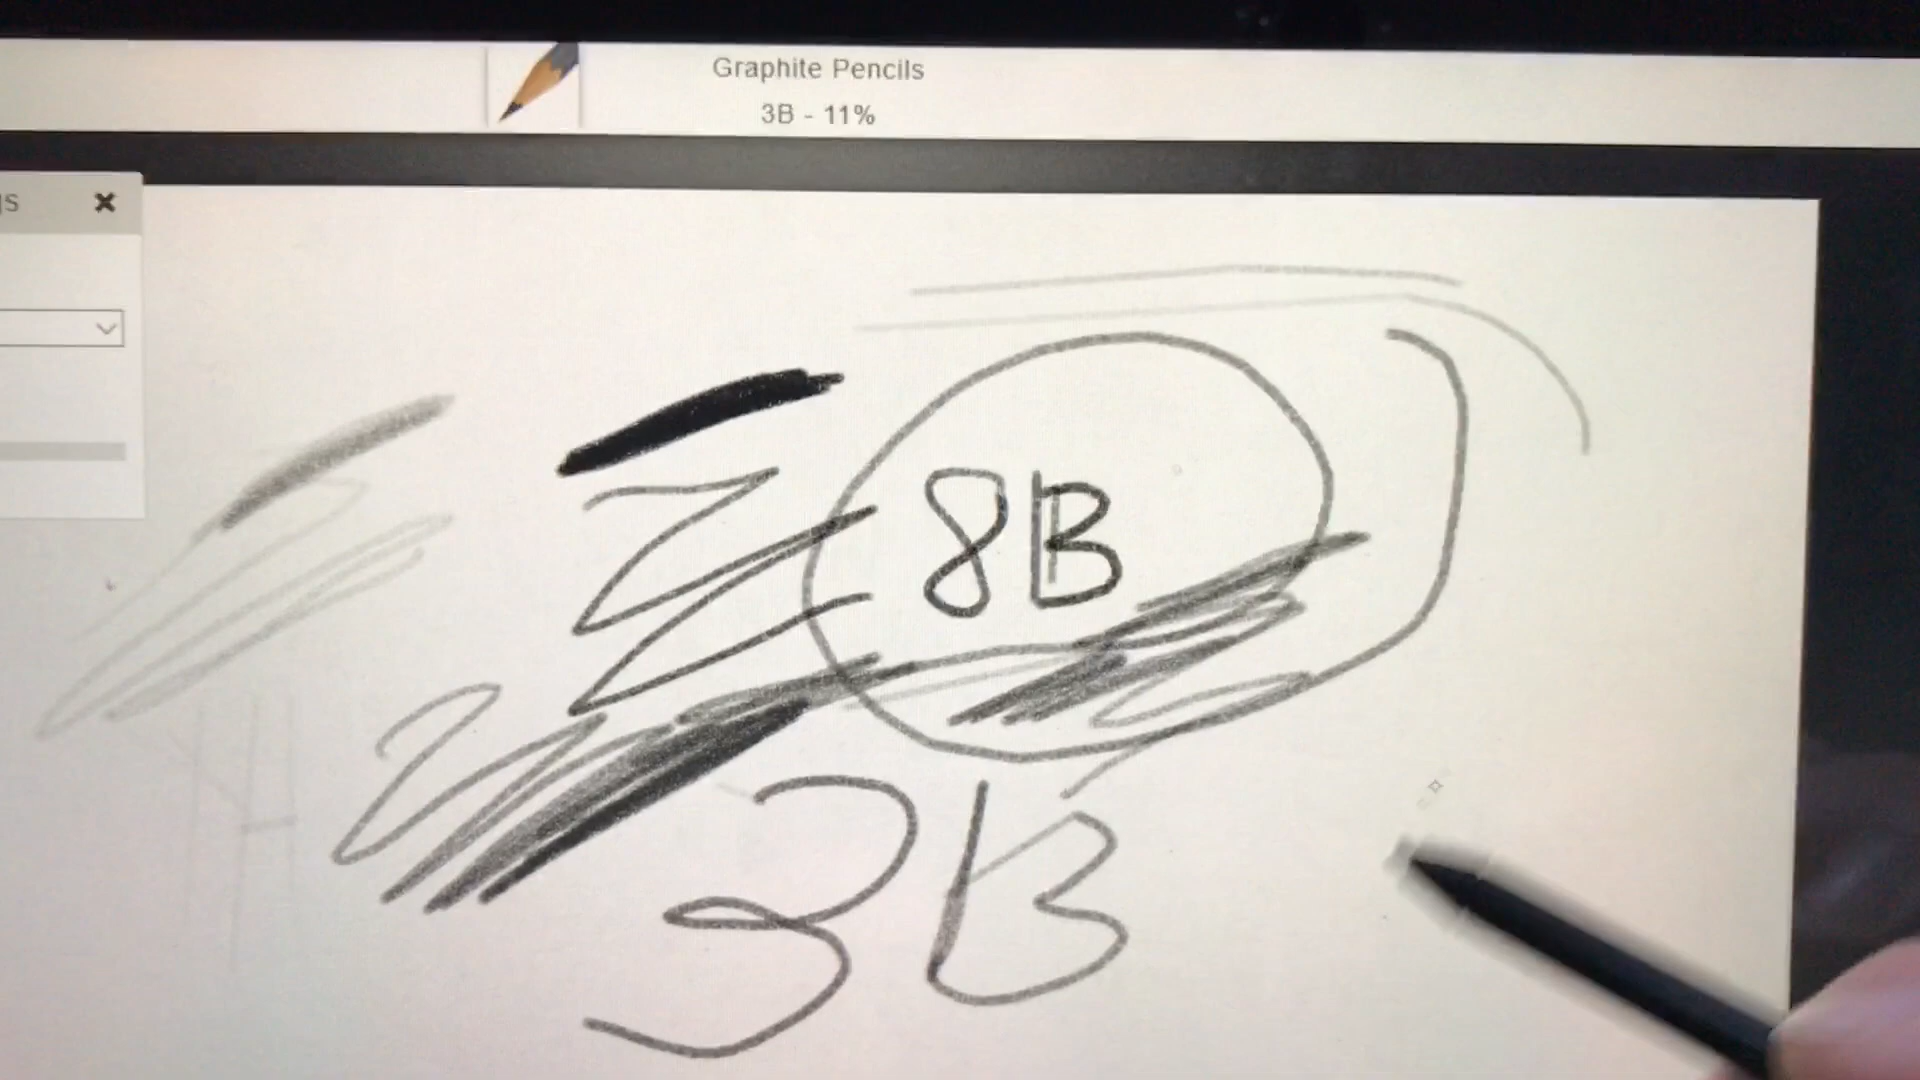 Graphite Pencils
3B - 11%
8B
3B